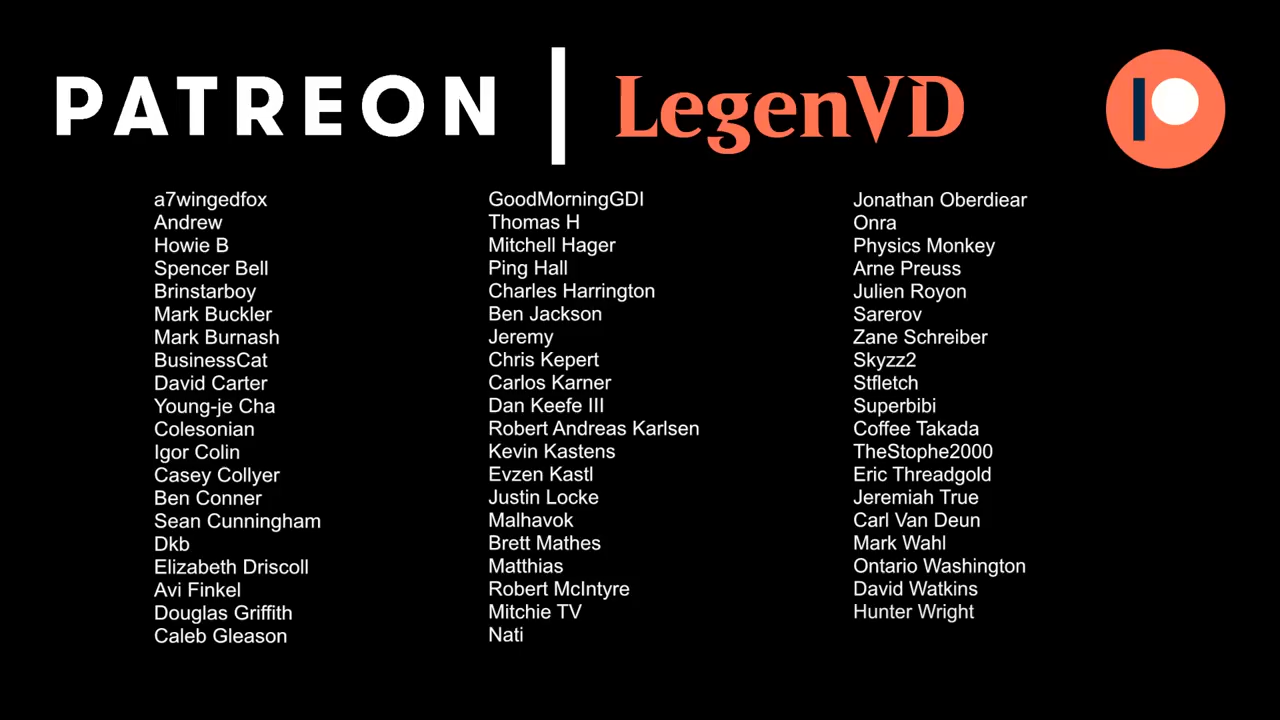 PATREON | LegenVD
a7wingedfox
Andrew
Howie B
Spencer Bell
Brinstarboy
Mark Buckler
Mark Burnash
BusinessCat
David Carter
Young-je Cha
Colesonian
Igor Colin
Casey Collyer
Ben Conner
Sean Cunningham
Dkb
Elizabeth Driscoll
Avi Finkel
Douglas Griffith
Caleb Gleason
GoodMorningGDI
Thomas H
Mitchell Hager
Ping Hall
Charles Harrington
Ben Jackson
Jeremy
Chris Kepert
Carlos Karner
Dan Keefe III
Robert Andreas Karlsen
Kevin Kastens
Evzen Kastl
Justin Locke
Malhavok
Brett Mathes
Matthias
Robert McIntyre
Mitchie TV
Nati
Jonathan Oberdiear
Onra
Physics Monkey
Arne Preuss
Julien Royon
Sarerov
Zane Schreiber
Skyzz2
Stfletch
Superbibi
Coffee Takada
TheStophe2000
Eric Threadgold
Jeremiah True
Carl Van Deun
Mark Wahl
Ontario Washington
David Watkins
Hunter Wright